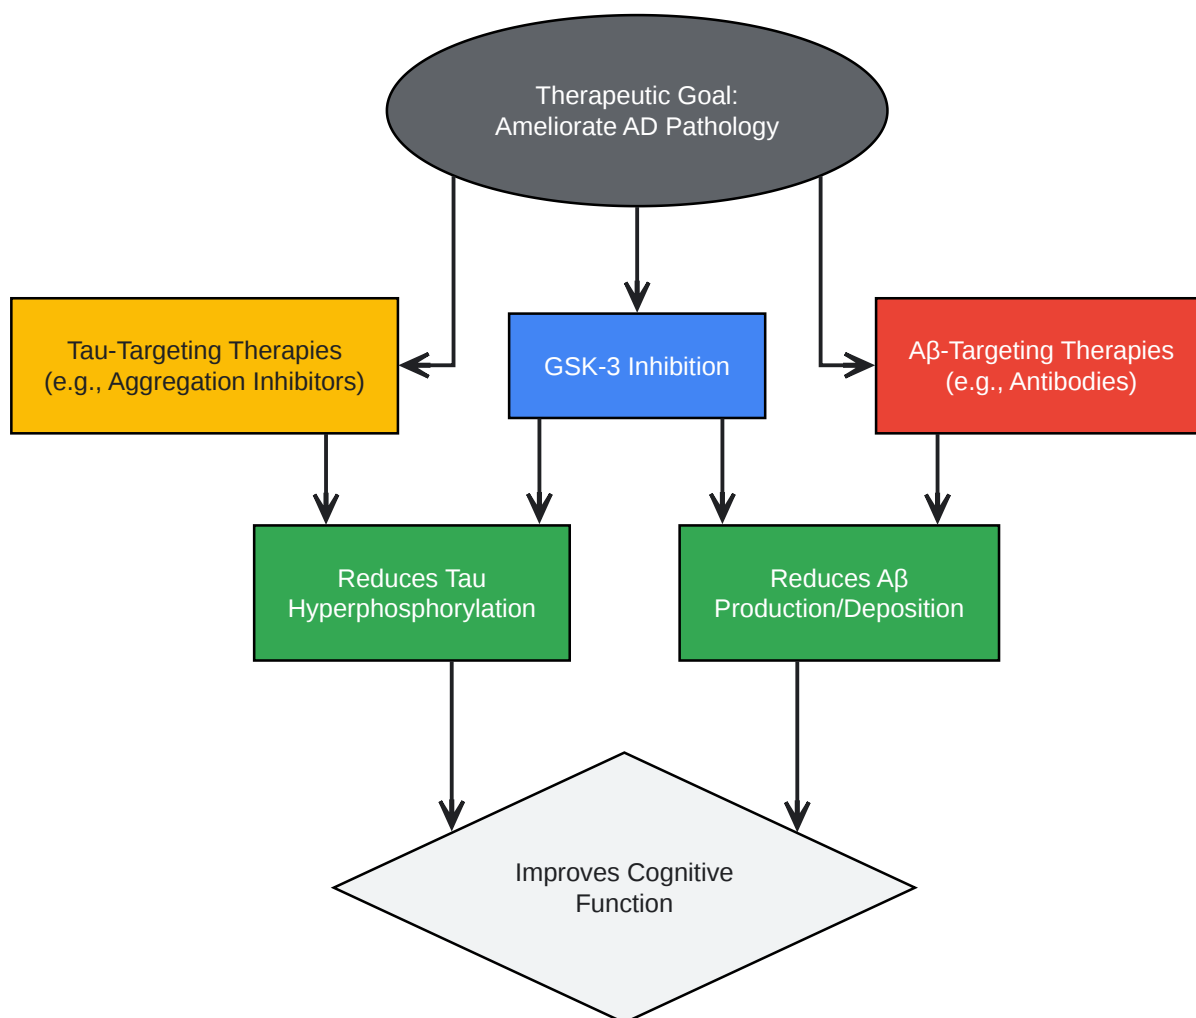 Therapeutic Goal:
Ameliorate AD Pathology
Tau-Targeting Therapies
(e.g., Aggregation Inhibitors)
GSK-3 Inhibition
Aβ-Targeting Therapies
(e.g., Antibodies)
Reduces Tau
Hyperphosphorylation
Reduces Aβ
Production/Deposition
Improves Cognitive
Function